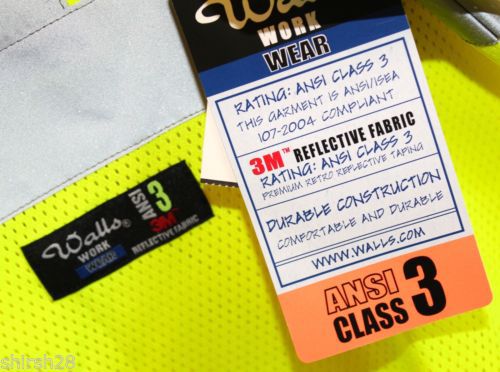 Walls
WORK
WEAR
RATING: ANSI CLASS 3
THIS GARMENT IS ANSI/ISEA
107-2004 COMPLIANT
3M™ REFLECTIVE FABRIC
RATING: ANSI CLASS 3
PREMIUM RETRO REFLECTIVE TAPING
DURABLE CONSTRUCTION
COMFORTABLE AND DURABLE
WWW.WALLS.COM
ANSI
CLASS 3
Walls
WORK
WEAR
ANSI 3
3M
REFLECTIVE FABRIC
shirsh28